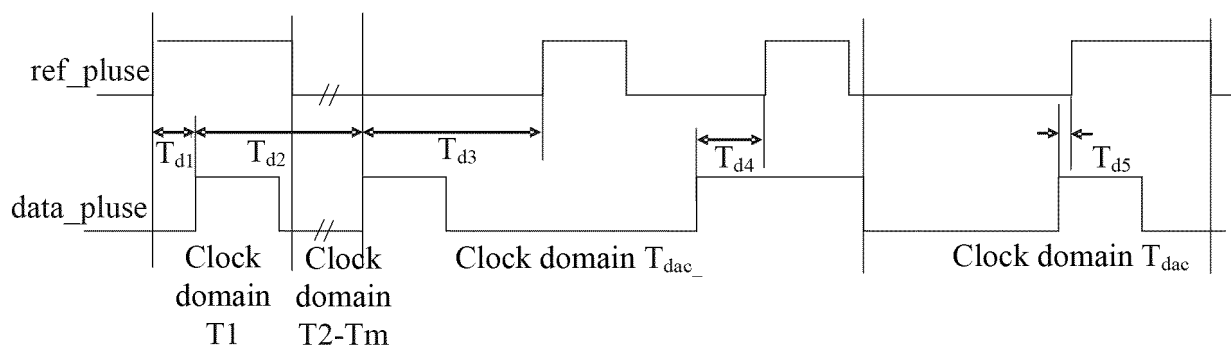 ref_pluse
Td1
Td2
Td3
Td4
Td5
data_pluse
Clock
domain
T1
Clock
domain
T2-Tm
Clock domain Tdac_
Clock domain Tdac